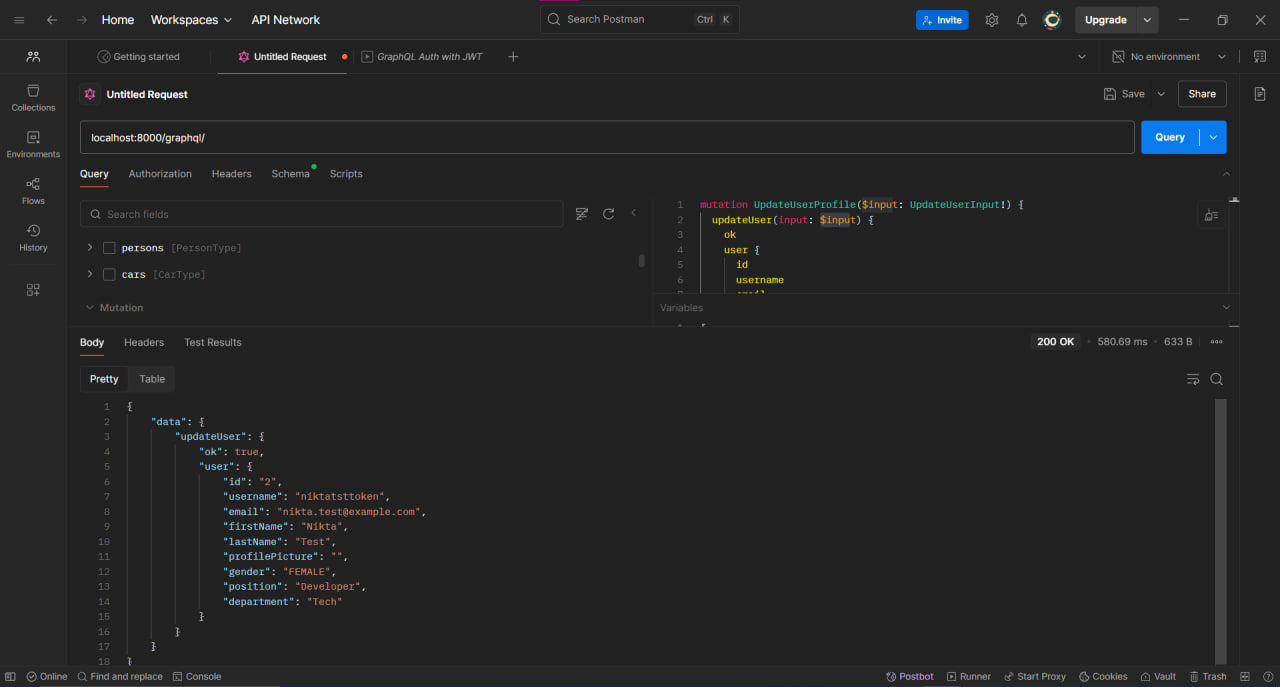 Home Workspaces API Network Search Postman Ctrl K Invite Upgrade
Getting started Untitled Request GraphQL Auth with JWT No environment
Untitled Request Save Share
Collections
Environments
Flows
History
localhost:8000/graphql/ Query
Query Authorization Headers Schema Scripts
Search fields
persons [PersonType]
cars [CarType]
Mutation
1 mutation UpdateUserProfile($input: UpdateUserInput!) {
2 updateUser(input: $input) {
3 ok
4 user {
5 id
6 username
Variables
Body Headers Test Results 200 OK • 580.69 ms • 633 B
Pretty Table
1 {
2 "data": {
3 "updateUser": {
4 "ok": true,
5 "user": {
6 "id": "2",
7 "username": "niktatsttoken",
8 "email": "nikta.test@example.com",
9 "firstName": "Nikta",
10 "lastName": "Test",
11 "profilePicture": "",
12 "gender": "FEMALE",
13 "position": "Developer",
14 "department": "Tech"
15 }
16 }
17 }
18 }
Online Find and replace Console Postbot Runner Start Proxy Cookies Vault Trash